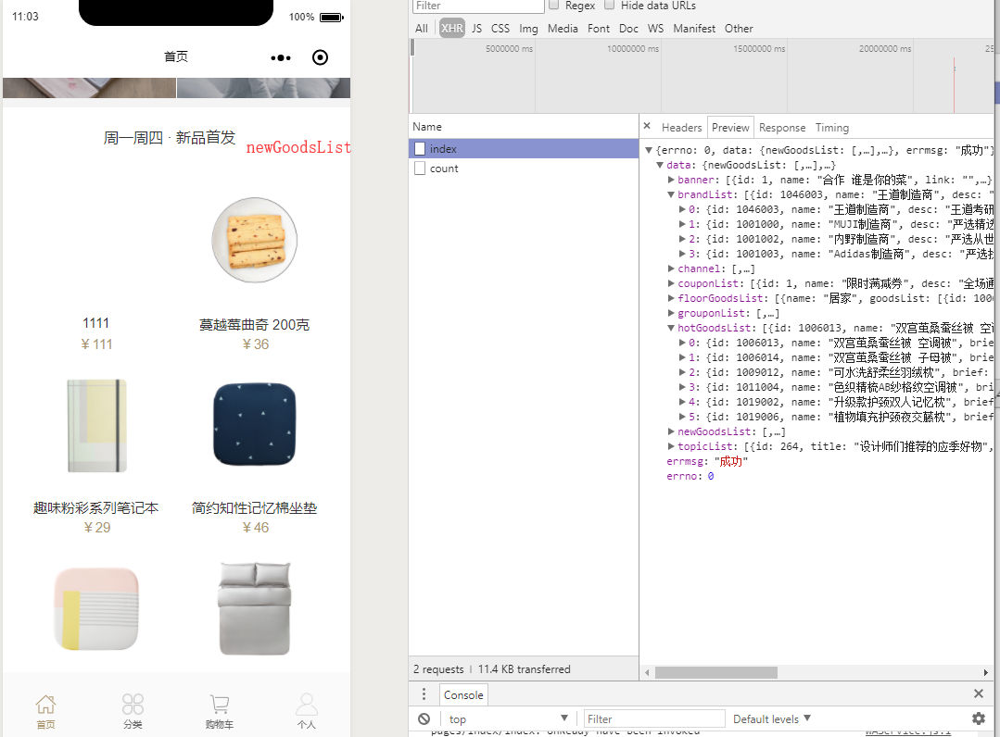 11:03
100%
首页
周一周四 · 新品首发
newGoodsList
1111
¥ 111
蔓越莓曲奇 200克
¥ 36
趣味粉彩系列笔记本
¥ 29
简约知性记忆棉坐垫
¥ 46
首页
分类
购物车
个人
Filter
Regex
Hide data URLs
All XHR JS CSS Img Media Font Doc WS Manifest Other
5000000 ms
10000000 ms
15000000 ms
20000000 ms
25
Name
index
count
2 requests | 11.4 KB transferred
× Headers Preview Response Timing
▼{errno: 0, data: {newGoodsList: [,…],…}, errmsg: "成功"}
▼data: {newGoodsList: [,…],…}
▶banner: [{id: 1, name: "合作 谁是你的菜", link: "",…}
▼brandList: [{id: 1046003, name: "王道制造商", desc: "
▶0: {id: 1046003, name: "王道制造商", desc: "王道考研
▶1: {id: 1001000, name: "MUJI制造商", desc: "严选精选
▶2: {id: 1001002, name: "内野制造商", desc: "严选从世
▶3: {id: 1001003, name: "Adidas制造商", desc: "严选找
▶channel: [,…]
▶couponList: [{id: 1, name: "限时满减券", desc: "全场通
▶floorGoodsList: [{name: "居家", goodsList: [{id: 100
▶grouponList: [,…]
▼hotGoodsList: [{id: 1006013, name: "双宫茧桑蚕丝被 空
▶0: {id: 1006013, name: "双宫茧桑蚕丝被 空调被", brie
▶1: {id: 1006014, name: "双宫茧桑蚕丝被 子母被", brie
▶2: {id: 1009012, name: "可水洗舒柔丝羽绒枕", brief:
▶3: {id: 1011004, name: "色织精梳AB纱格纹空调被", bri
▶4: {id: 1019002, name: "升级款护颈双人记忆枕", brief
▶5: {id: 1019006, name: "植物填充护颈夜交藤枕", brief
▶newGoodsList: [,…]
▶topicList: [{id: 264, title: "设计师们推荐的应季好物",
errmsg: "成功"
errno: 0
Console
top
Filter
Default levels ▼
pages/index/index: onReady have been invoked
WAService.js:1